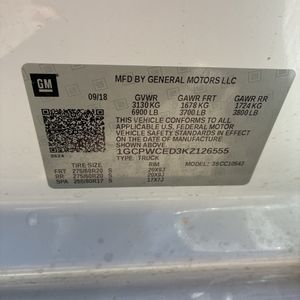 GM
MFD BY GENERAL MOTORS LLC
09/18 GVWR GAWR FRT GAWR RR
3130 KG 1678 KG 1724 KG
6900 LB 3700 LB 3800 LB
THIS VEHICLE CONFORMS TO ALL
APPLICABLE U.S. FEDERAL MOTOR
VEHICLE SAFETY STANDARDS IN
EFFECT ON THE DATE OF
MANUFACTURE SHOWN ABOVE.
1GCPWCED3KZ126555
TYPE: TRUCK
TIRE SIZE RIM
FRT 275/60R20 S 20X9J
RR 275/60R20 S 20X9J
SPA 17X7J